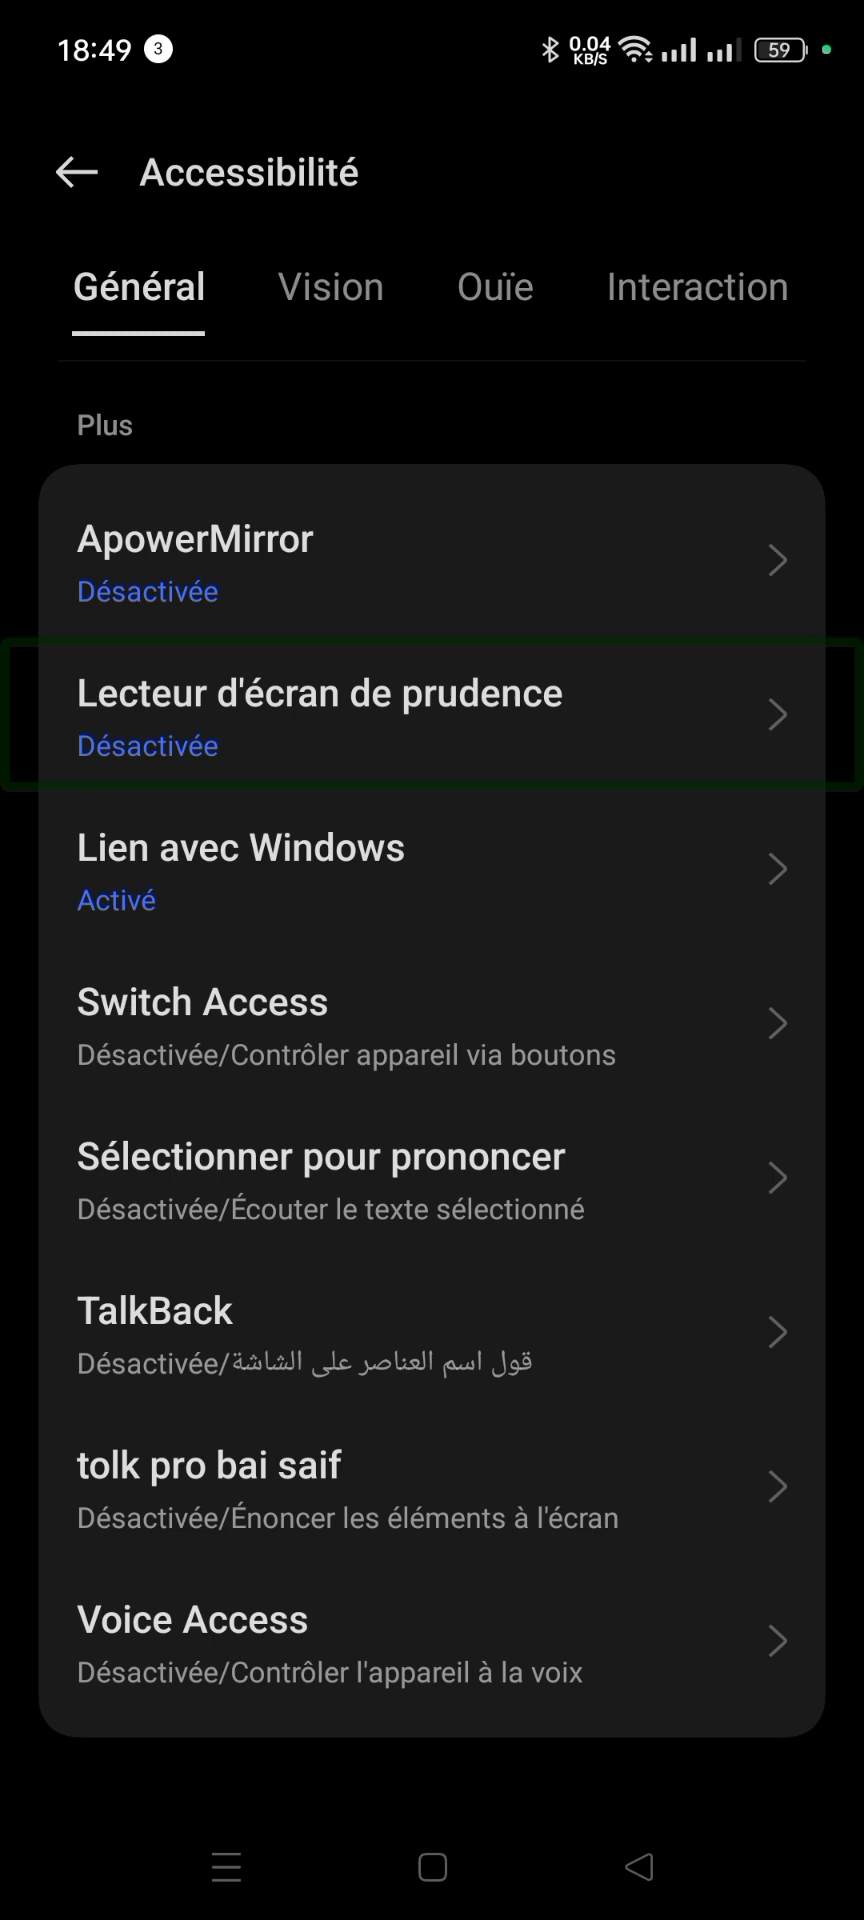 18:49 3 0.04 KB/S 59
Accessibilité
Général Vision Ouïe Interaction
Plus
ApowerMirror
Désactivée
Lecteur d'écran de prudence
Désactivée
Lien avec Windows
Activé
Switch Access
Désactivée/Contrôler appareil via boutons
Sélectionner pour prononcer
Désactivée/Écouter le texte sélectionné
TalkBack
Désactivée/قول اسم العناصر على الشاشة
tolk pro bai saif
Désactivée/Énoncer les éléments à l'écran
Voice Access
Désactivée/Contrôler l'appareil à la voix